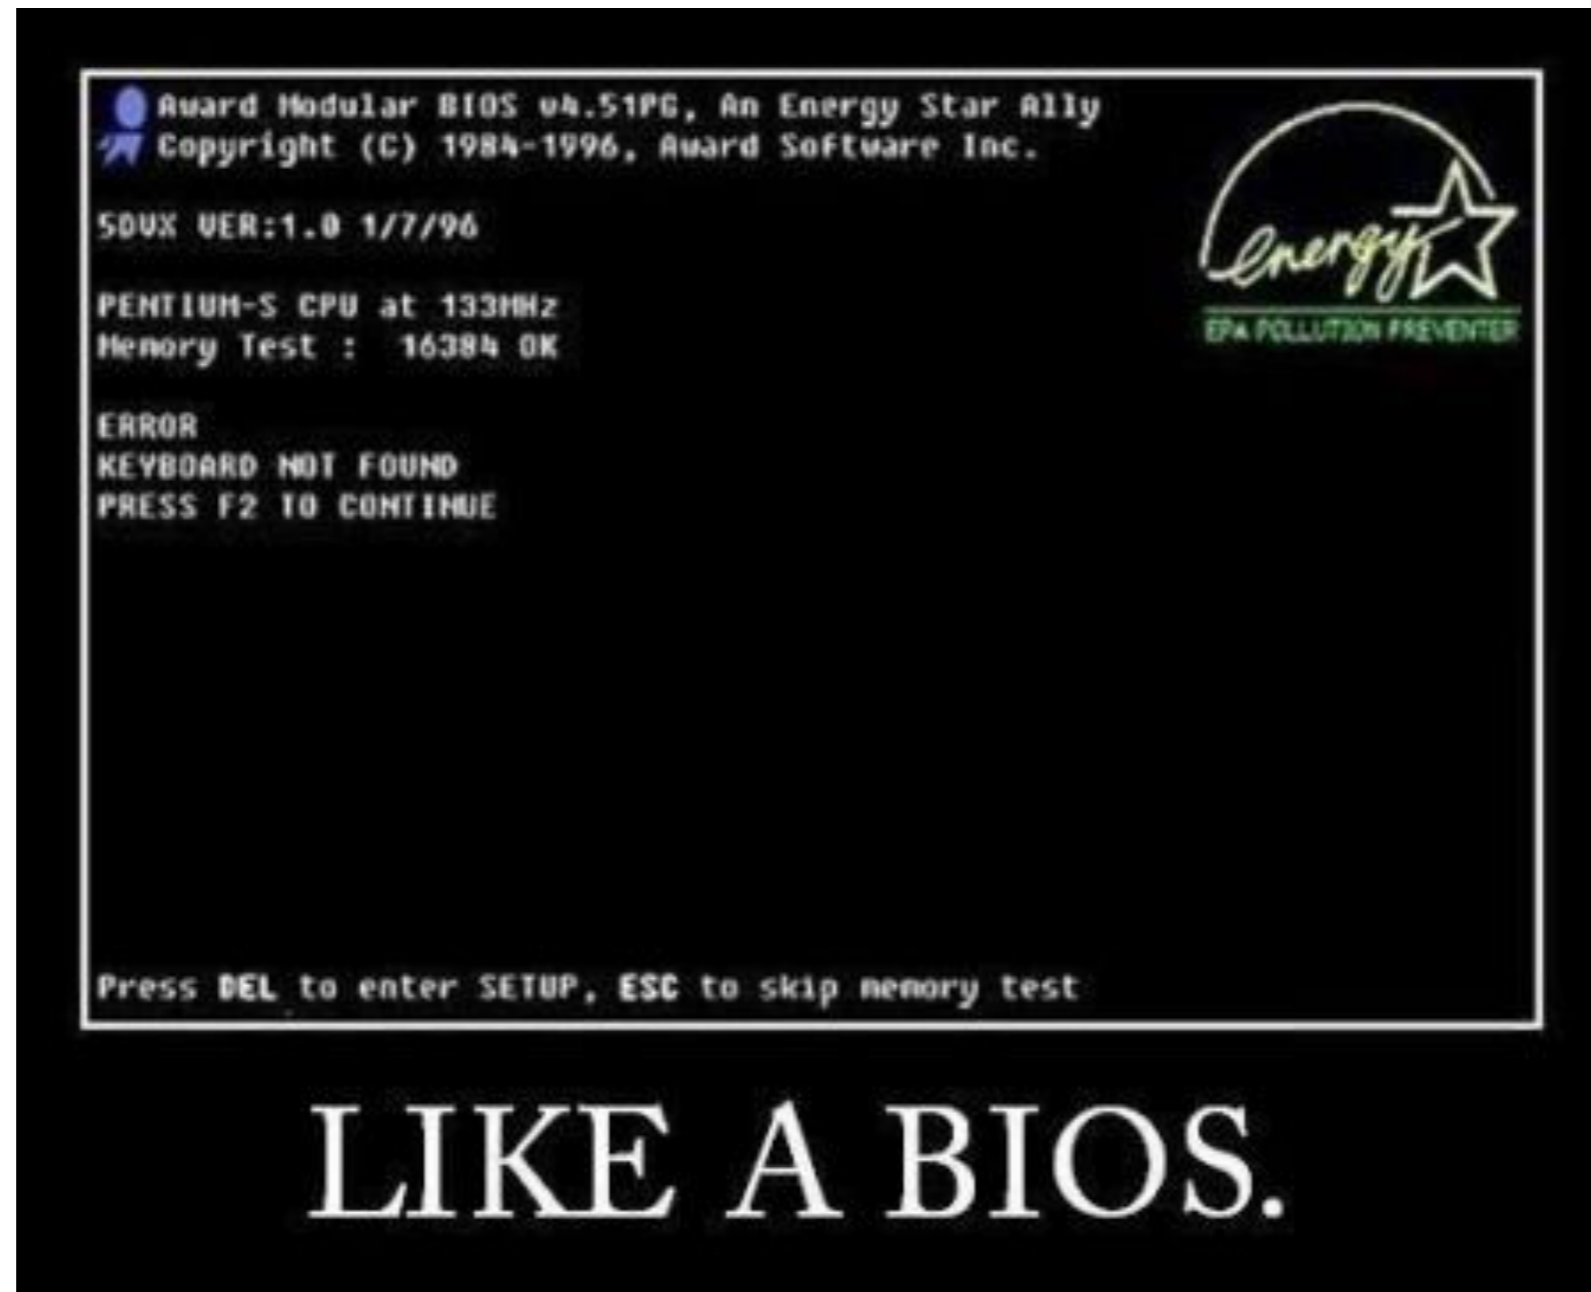 Award Modular BIOS v4.51PG, An Energy Star Ally
Copyright (C) 1984-1996, Award Software Inc.
energy
EPA POLLUTION PREVENTER
5DVX VER:1.0 1/7/96
PENTIUM-S CPU at 133MHz
Memory Test : 16384 OK
ERROR
KEYBOARD NOT FOUND
PRESS F2 TO CONTINUE
Press DEL to enter SETUP, ESC to skip memory test
LIKE A BIOS.